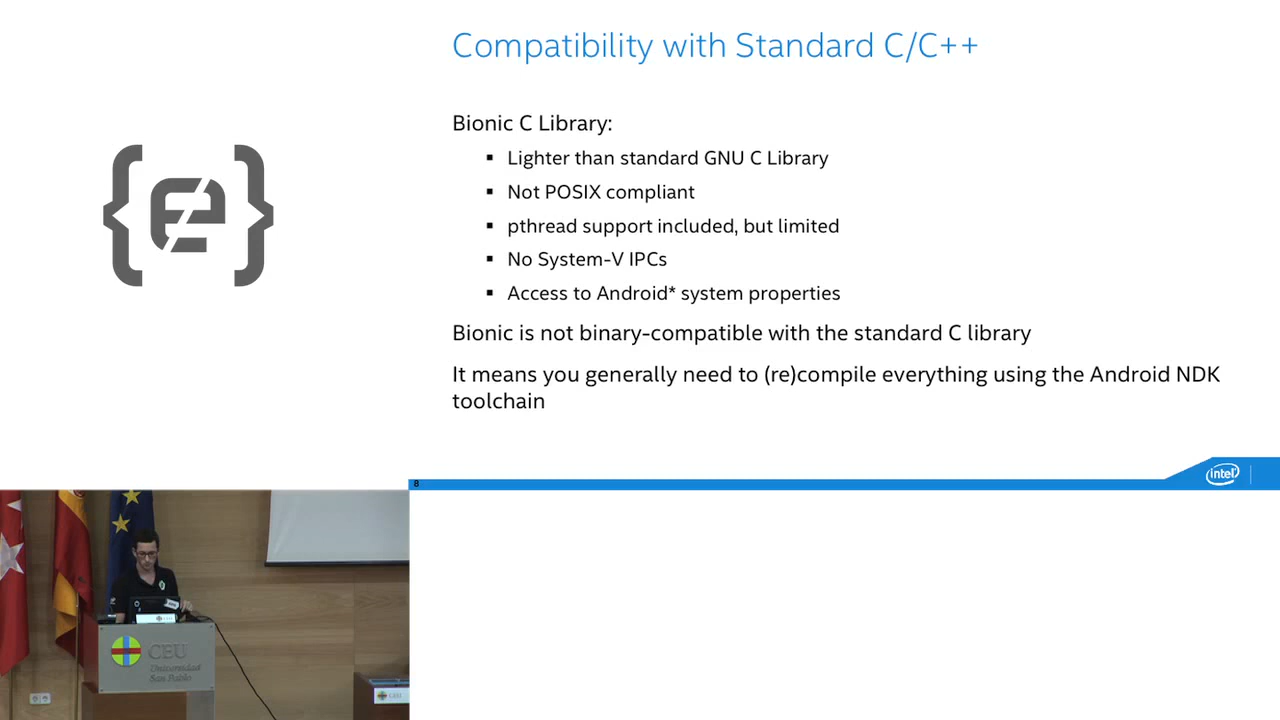 Compatibility with Standard C/C++
Bionic C Library:
▪ Lighter than standard GNU C Library
▪ Not POSIX compliant
▪ pthread support included, but limited
▪ No System-V IPCs
▪ Access to Android* system properties
Bionic is not binary-compatible with the standard C library
It means you generally need to (re)compile everything using the Android NDK
toolchain
8
intel
CEU
Universidad
San Pablo
CEU